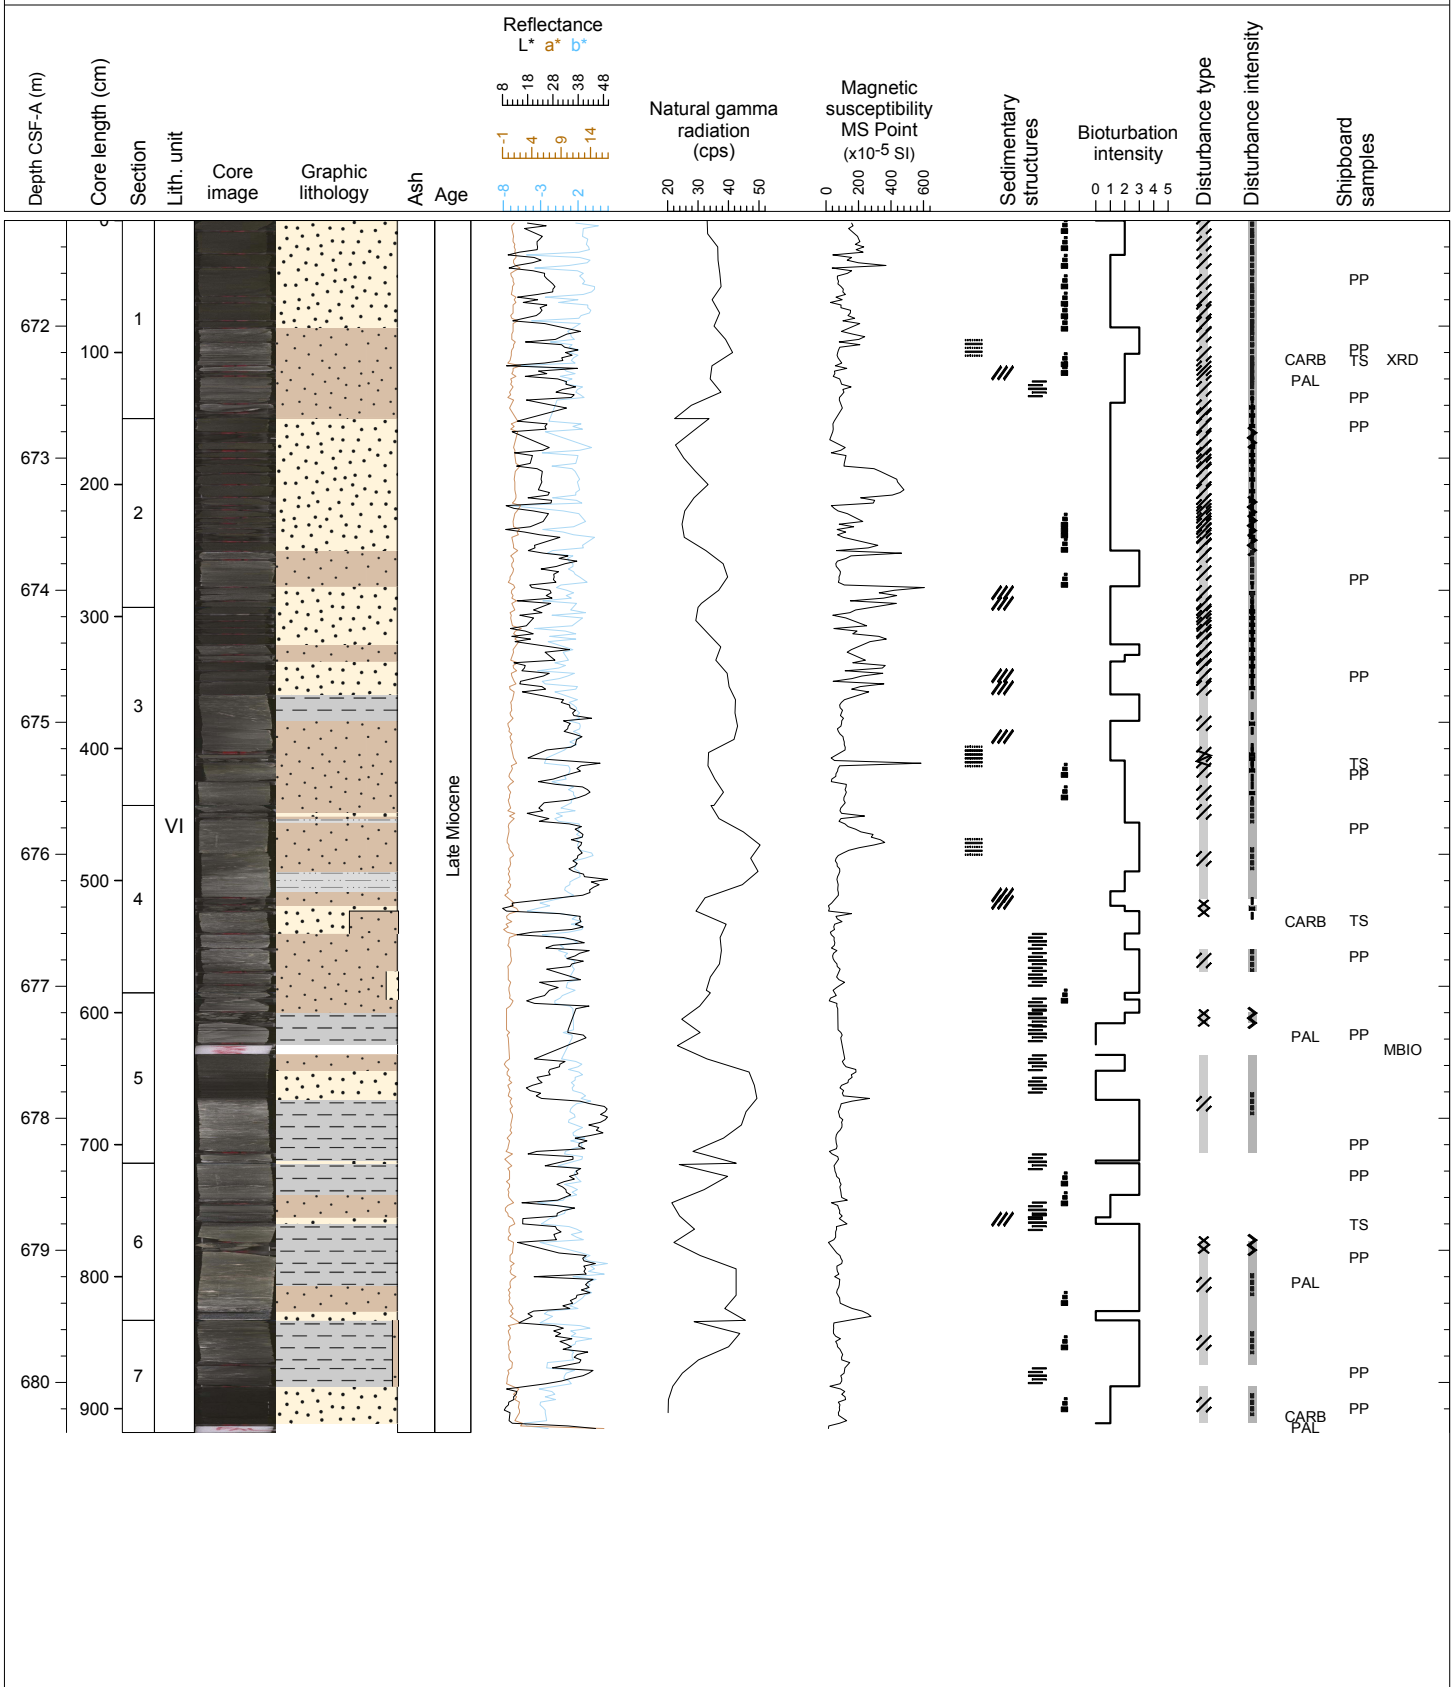 Reflectance
L* a* b*
8 18 28 38 48
-1 4 9 14
-8 -3 2
Depth CSF-A (m)
Core length (cm)
Section
Lith. unit
Core
image
Graphic
lithology
Ash
Age
Natural gamma
radiation
(cps)
20 30 40 50
Magnetic
susceptibility
MS Point
(x10-5 SI)
0 200 400 600
Sedimentary
structures
Bioturbation
intensity
0 1 2 3 4 5
Disturbance type
Disturbance intensity
Shipboard
samples
0
PP
1
672
PP
100
CARB TS XRD
PAL
PP
PP
673
200
2
PP
674
300
PP
3
675
400
TS
PP
VI
Late Miocene
PP
676
500
4
CARB TS
PP
677
600
PAL PP
MBIO
5
678
700
PP
PP
TS
6
679
PP
800
PAL
7
PP
680
900
PP
CARB
PAL